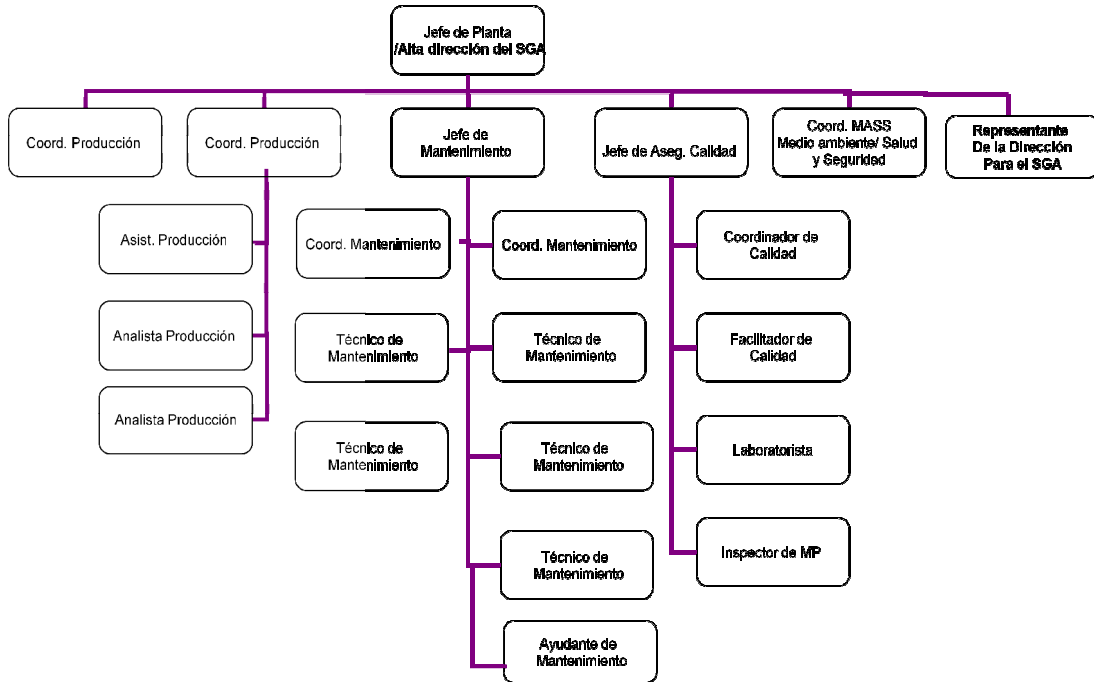 Jefe de Planta
/Alta dirección del SGA
Coord. Producción
Coord. Producción
Jefe de
Mantenimiento
Jefe de Aseg. Calidad
Coord. MASS
Medio ambiente/ Salud
y Seguridad
Representante
De la Dirección
Para el SGA
Asist. Producción
Coord. Mantenimiento
Coord. Mantenimiento
Coordinador de
Calidad
Analista Producción
Técnico de
Mantenimiento
Técnico de
Mantenimiento
Facilitador de
Calidad
Analista Producción
Técnico de
Mantenimiento
Técnico de
Mantenimiento
Laboratorista
Técnico de
Mantenimiento
Inspector de MP
Ayudante de
Mantenimiento